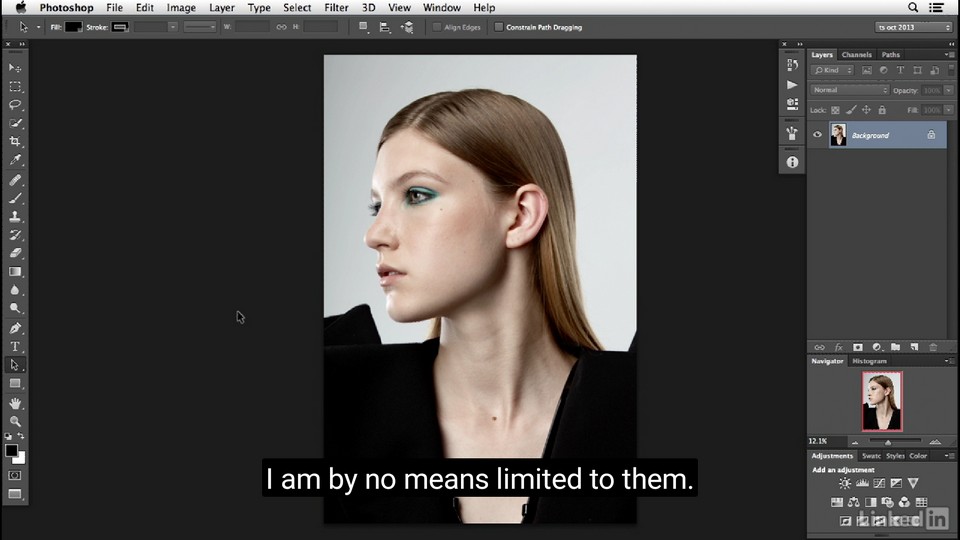 Photoshop File Edit Image Layer Type Select Filter 3D View Window Help
Fill: Stroke: W: H: Align Edges Constrain Path Dragging ts oct 2013
Layers Channels Paths
Kind
Normal Opacity: 100%
Lock: Fill: 100%
Background
fx
Navigator Histogram
12.1%
Adjustments Swatc Styles Color
Add an adjustment
I am by no means limited to them.
Linked in